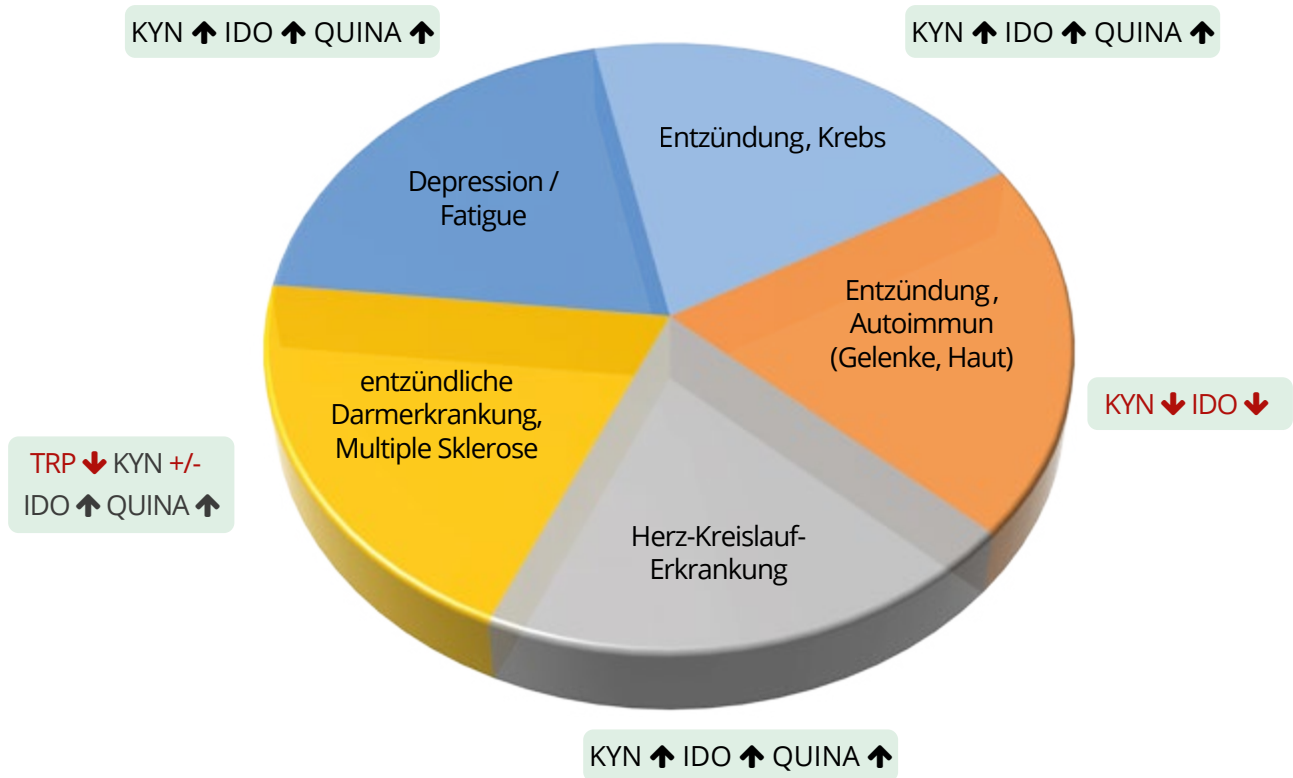 KYN ↑ IDO ↑ QUINA ↑
KYN ↑ IDO ↑ QUINA ↑
Entzündung, Krebs
Depression /
Fatigue
Entzündung,
Autoimmun
(Gelenke, Haut)
entzündliche
Darmerkrankung,
Multiple Sklerose
KYN ↓ IDO ↓
TRP ↓ KYN +/-
IDO ↑ QUINA ↑
Herz-Kreislauf-
Erkrankung
KYN ↑ IDO ↑ QUINA ↑